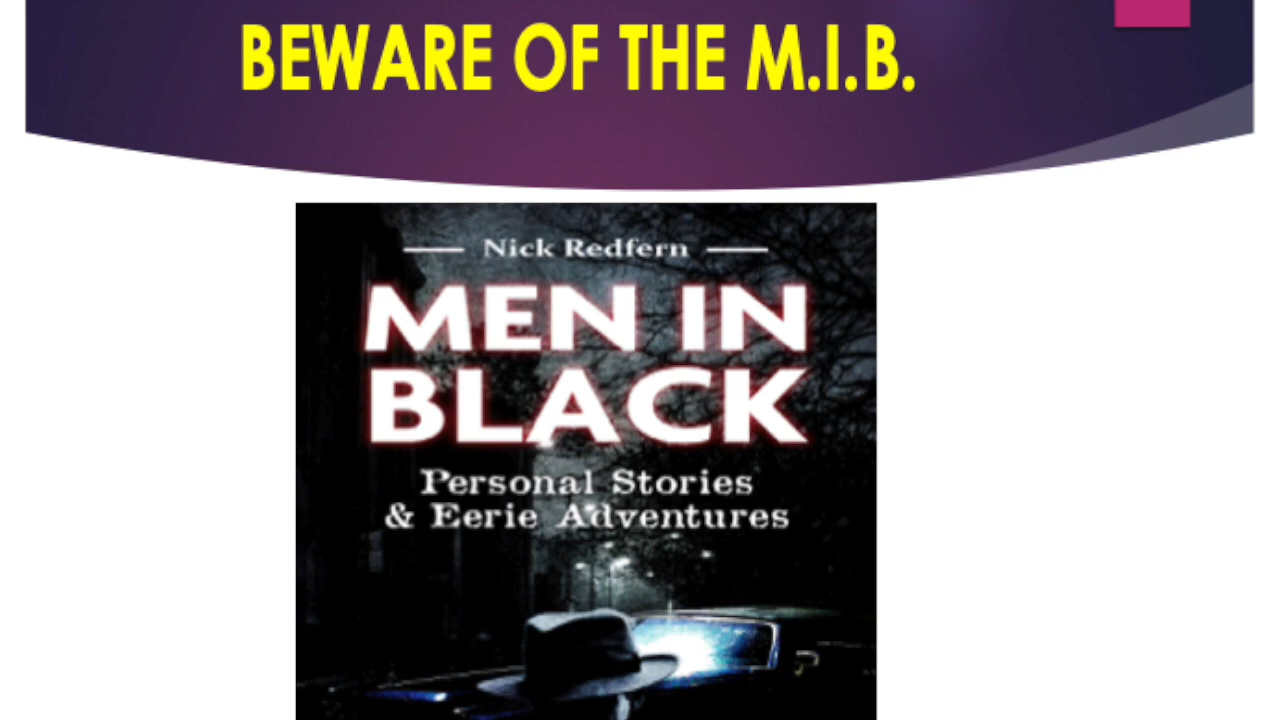 BEWARE OF THE M.I.B.
Nick Redfern
MEN IN
BLACK
Personal Stories
& Eerie Adventures